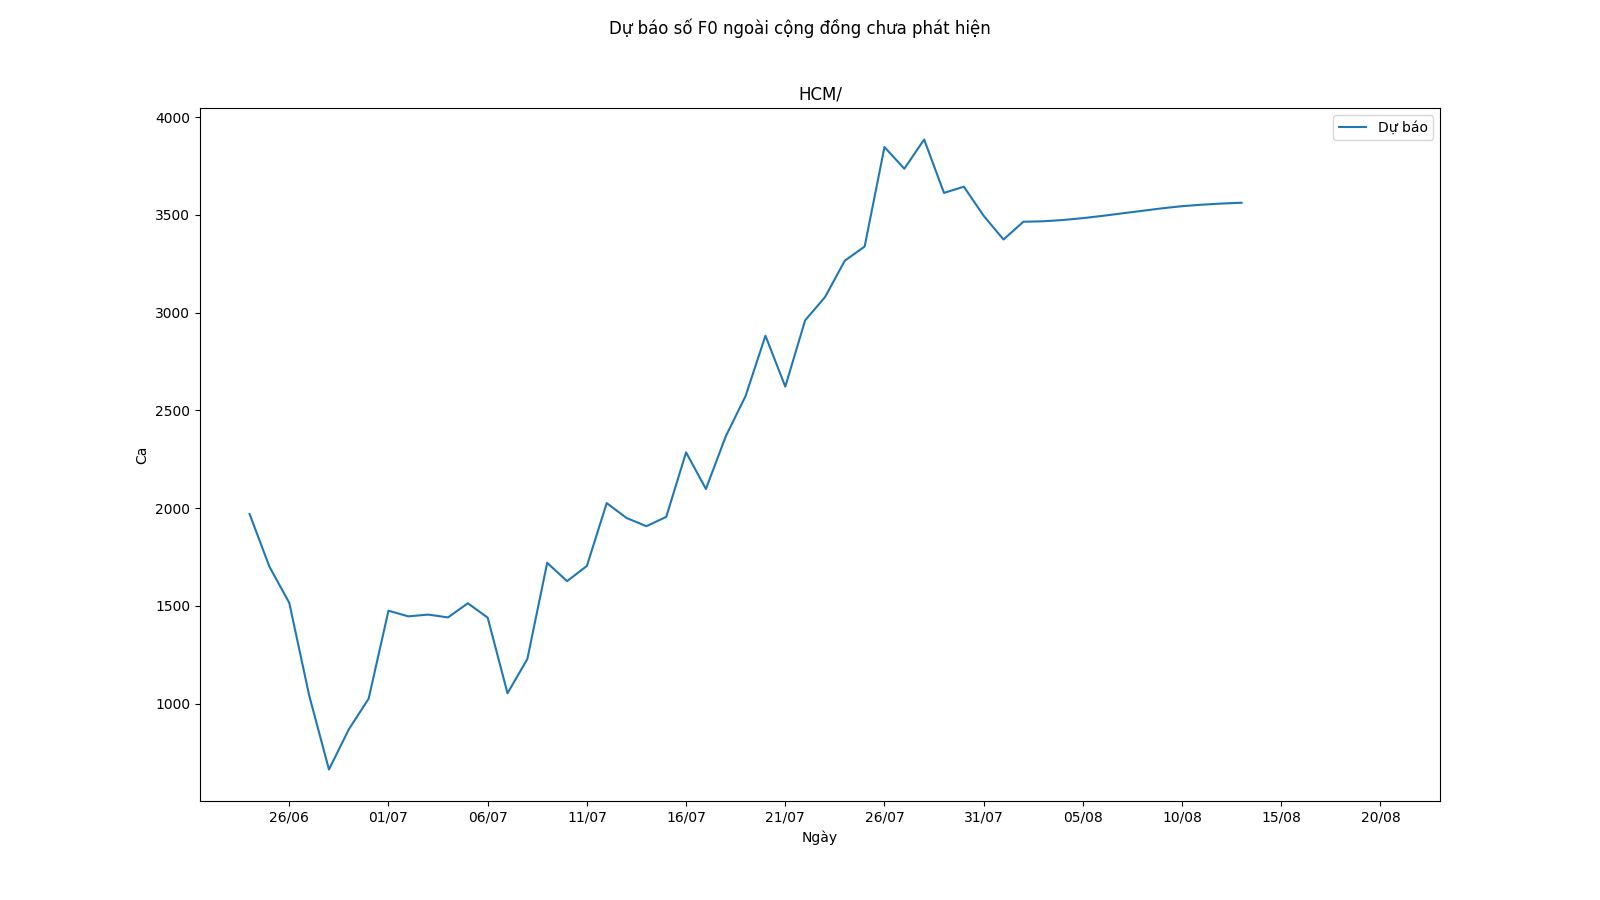 Dự báo số F0 ngoài cộng đồng chưa phát hiện
HCM/
Dự báo
4000
3500
3000
2500
2000
1500
1000
Ca
26/06 01/07 06/07 11/07 16/07 21/07 26/07 31/07 05/08 10/08 15/08 20/08
Ngày